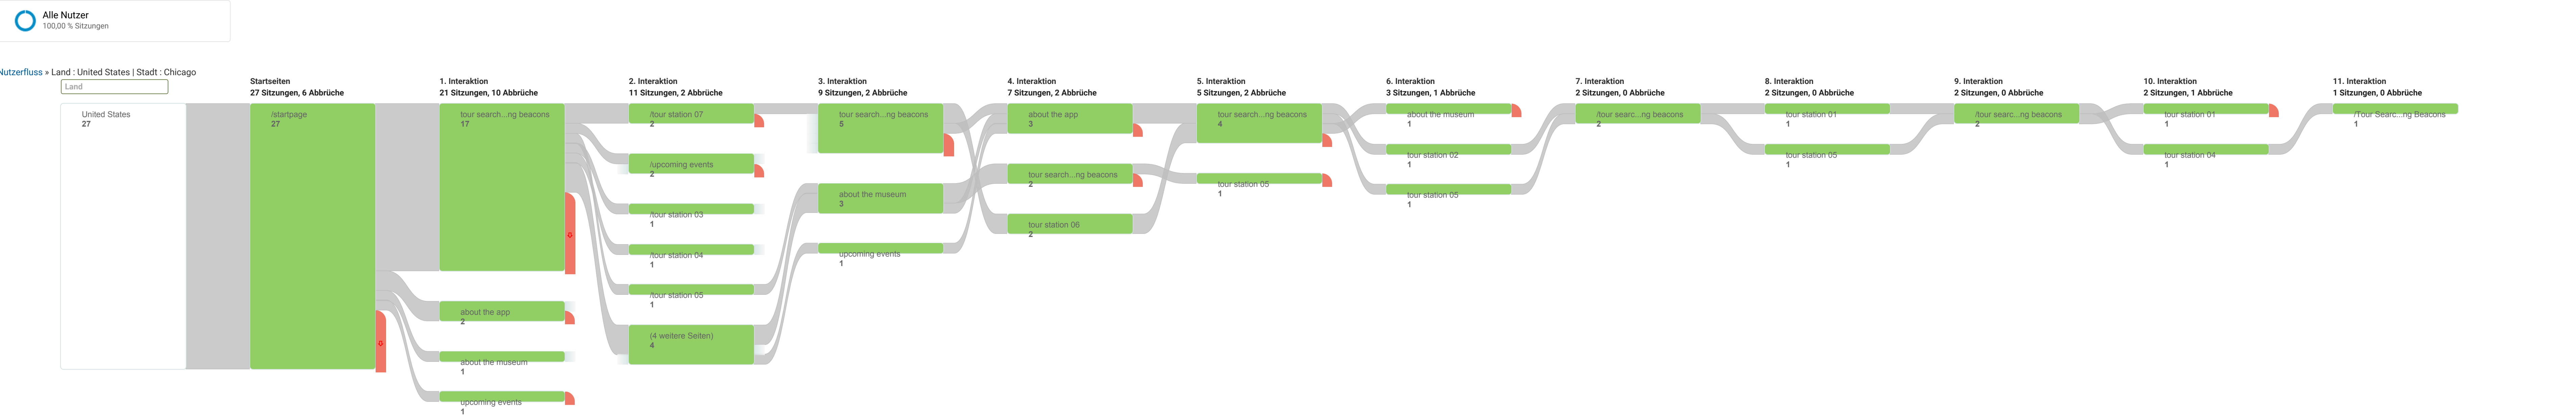 Alle Nutzer
100,00 % Sitzungen
Nutzerfluss » Land : United States | Stadt : Chicago
Land
United States
27
Startseiten
27 Sitzungen, 6 Abbrüche
/startpage
27
1. Interaktion
21 Sitzungen, 10 Abbrüche
tour search...ng beacons
17
about the app
2
about the museum
1
upcoming events
1
2. Interaktion
11 Sitzungen, 2 Abbrüche
/tour station 07
2
/upcoming events
2
/tour station 03
1
/tour station 04
1
/tour station 05
1
(4 weitere Seiten)
4
3. Interaktion
9 Sitzungen, 2 Abbrüche
tour search...ng beacons
5
about the museum
3
upcoming events
1
4. Interaktion
7 Sitzungen, 2 Abbrüche
about the app
3
tour search...ng beacons
2
tour station 06
2
5. Interaktion
5 Sitzungen, 2 Abbrüche
tour search...ng beacons
4
tour station 05
1
6. Interaktion
3 Sitzungen, 1 Abbrüche
about the museum
1
tour station 02
1
tour station 05
1
7. Interaktion
2 Sitzungen, 0 Abbrüche
/tour searc...ng beacons
2
8. Interaktion
2 Sitzungen, 0 Abbrüche
tour station 01
1
tour station 05
1
9. Interaktion
2 Sitzungen, 0 Abbrüche
/tour searc...ng beacons
2
10. Interaktion
2 Sitzungen, 1 Abbrüche
tour station 01
1
tour station 04
1
11. Interaktion
1 Sitzungen, 0 Abbrüche
/Tour Searc...ng Beacons
1